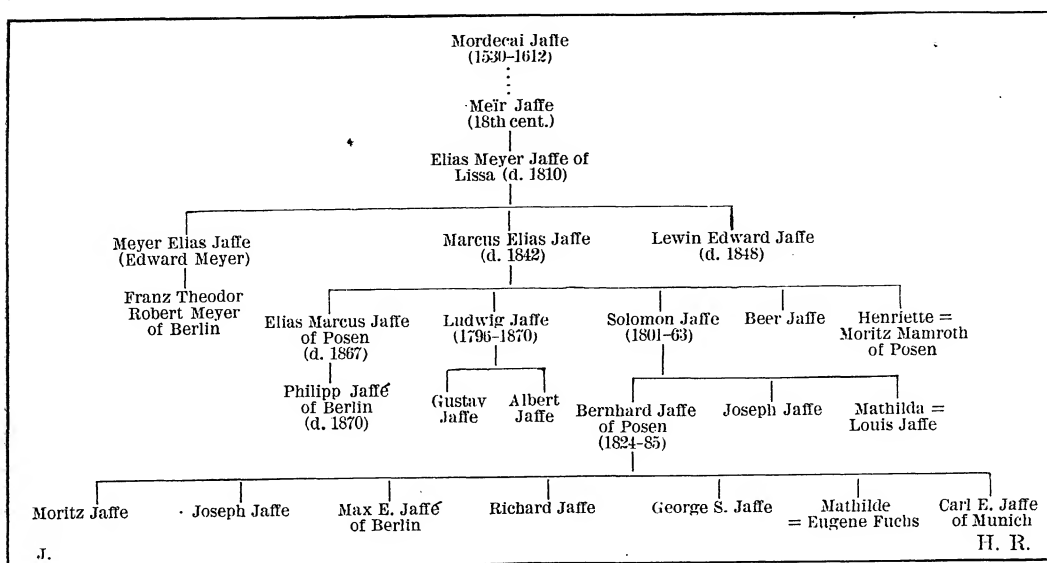 Mordecai Jaffe
(1530–1612)
Meïr Jaffe
(18th cent.)
Elias Meyer Jaffe of
Lissa (d. 1810)
Meyer Elias Jaffe
(Edward Meyer)
Marcus Elias Jaffe
(d. 1842)
Lewin Edward Jaffe
(d. 1848)
Franz Theodor
Robert Meyer
of Berlin
Elias Marcus Jaffe
of Posen
(d. 1867)
Ludwig Jaffe
(1796–1870)
Solomon Jaffe
(1801–63)
Beer Jaffe
Henriette =
Moritz Mamroth
of Posen
Philipp Jaffé
of Berlin
(d. 1870)
Gustav
Jaffe
Albert
Jaffe
Bernhard Jaffe
of Posen
(1824–85)
Joseph Jaffe
Mathilda =
Louis Jaffe
Moritz Jaffe
Joseph Jaffe
Max E. Jaffé
of Berlin
Richard Jaffe
George S. Jaffe
Mathilde
= Eugene Fuchs
Carl E. Jaffe
of Munich
J.
H. R.